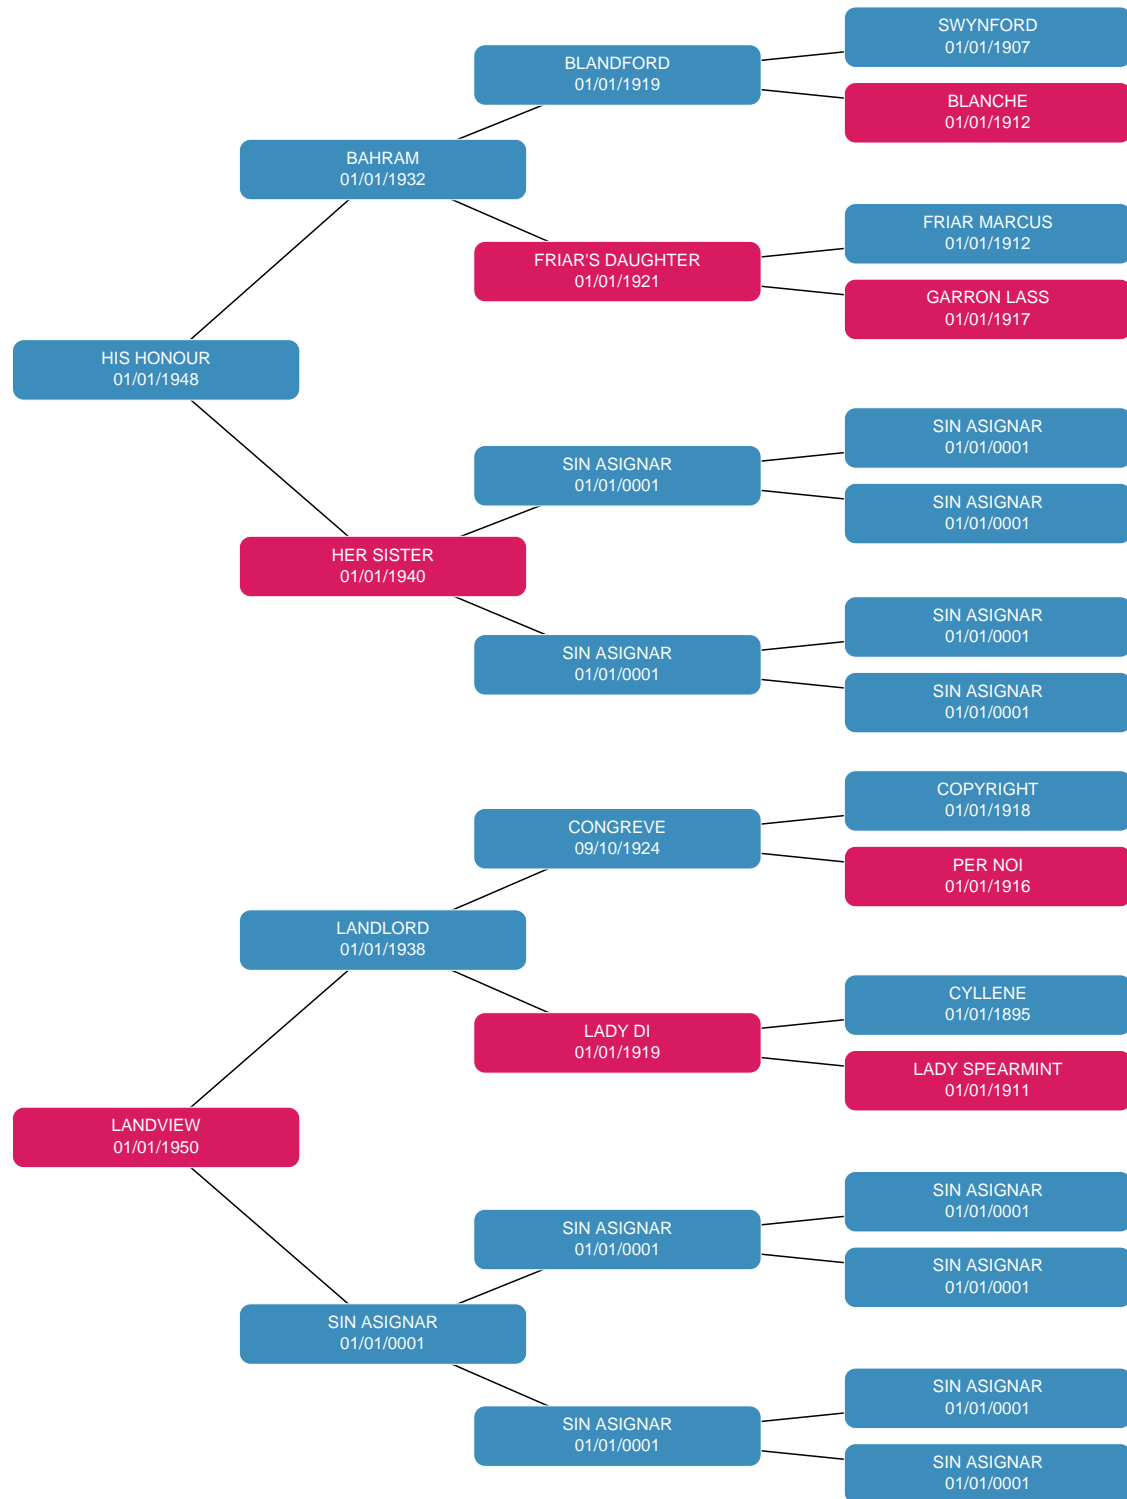 SWYNFORD
01/01/1907
BLANDFORD
01/01/1919
BLANCHE
01/01/1912
BAHRAM
01/01/1932
FRIAR MARCUS
01/01/1912
FRIAR'S DAUGHTER
01/01/1921
GARRON LASS
01/01/1917
HIS HONOUR
01/01/1948
SIN ASIGNAR
01/01/0001
SIN ASIGNAR
01/01/0001
SIN ASIGNAR
01/01/0001
HER SISTER
01/01/1940
SIN ASIGNAR
01/01/0001
SIN ASIGNAR
01/01/0001
SIN ASIGNAR
01/01/0001
COPYRIGHT
01/01/1918
CONGREVE
09/10/1924
PER NOI
01/01/1916
LANDLORD
01/01/1938
CYLLENE
01/01/1895
LADY DI
01/01/1919
LADY SPEARMINT
01/01/1911
LANDVIEW
01/01/1950
SIN ASIGNAR
01/01/0001
SIN ASIGNAR
01/01/0001
SIN ASIGNAR
01/01/0001
SIN ASIGNAR
01/01/0001
SIN ASIGNAR
01/01/0001
SIN ASIGNAR
01/01/0001
SIN ASIGNAR
01/01/0001